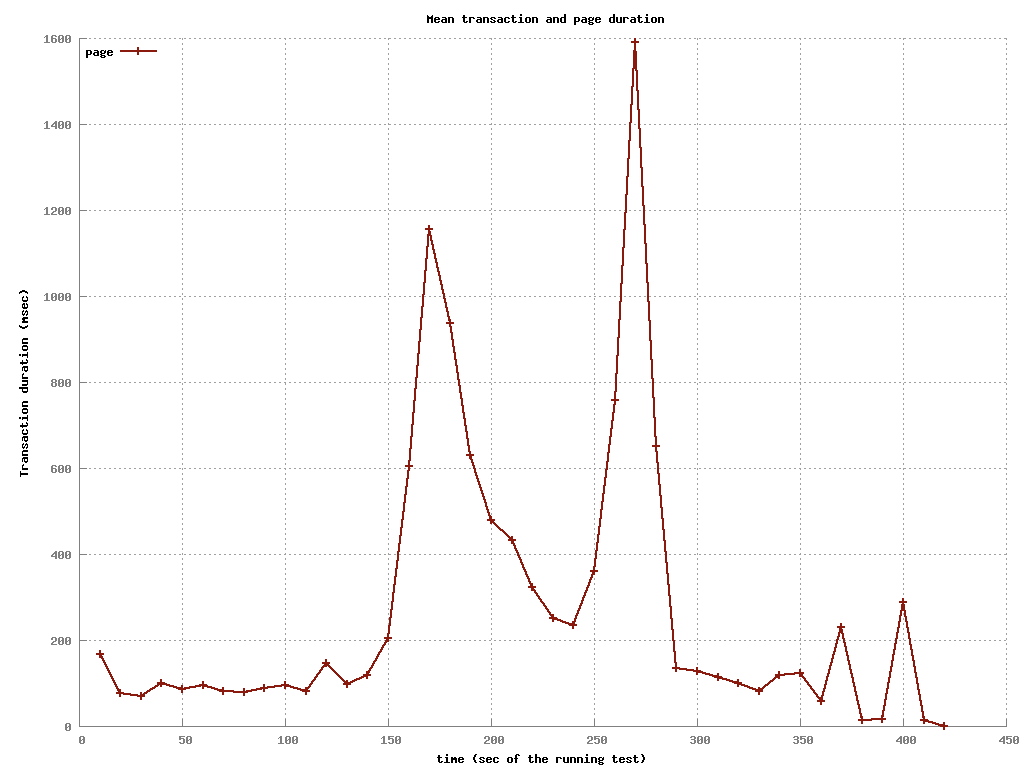 Mean transaction and page duration
page
1600
1400
1200
1000
800
600
400
200
0
Transaction duration (msec)
0 50 100 150 200 250 300 350 400 450
time (sec of the running test)